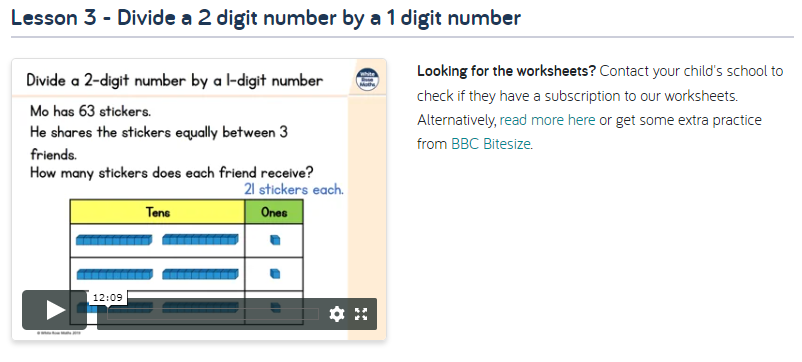 Lesson 3 - Divide a 2 digit number by a 1 digit number
Divide a 2-digit number by a 1-digit number
White
Rose
Maths
Mo has 63 stickers.
He shares the stickers equally between 3
friends.
How many stickers does each friend receive?
21 stickers each.
Tens Ones
12:09
© White Rose Maths 2019
Looking for the worksheets? Contact your child's school to
check if they have a subscription to our worksheets.
Alternatively, read more here or get some extra practice
from BBC Bitesize.